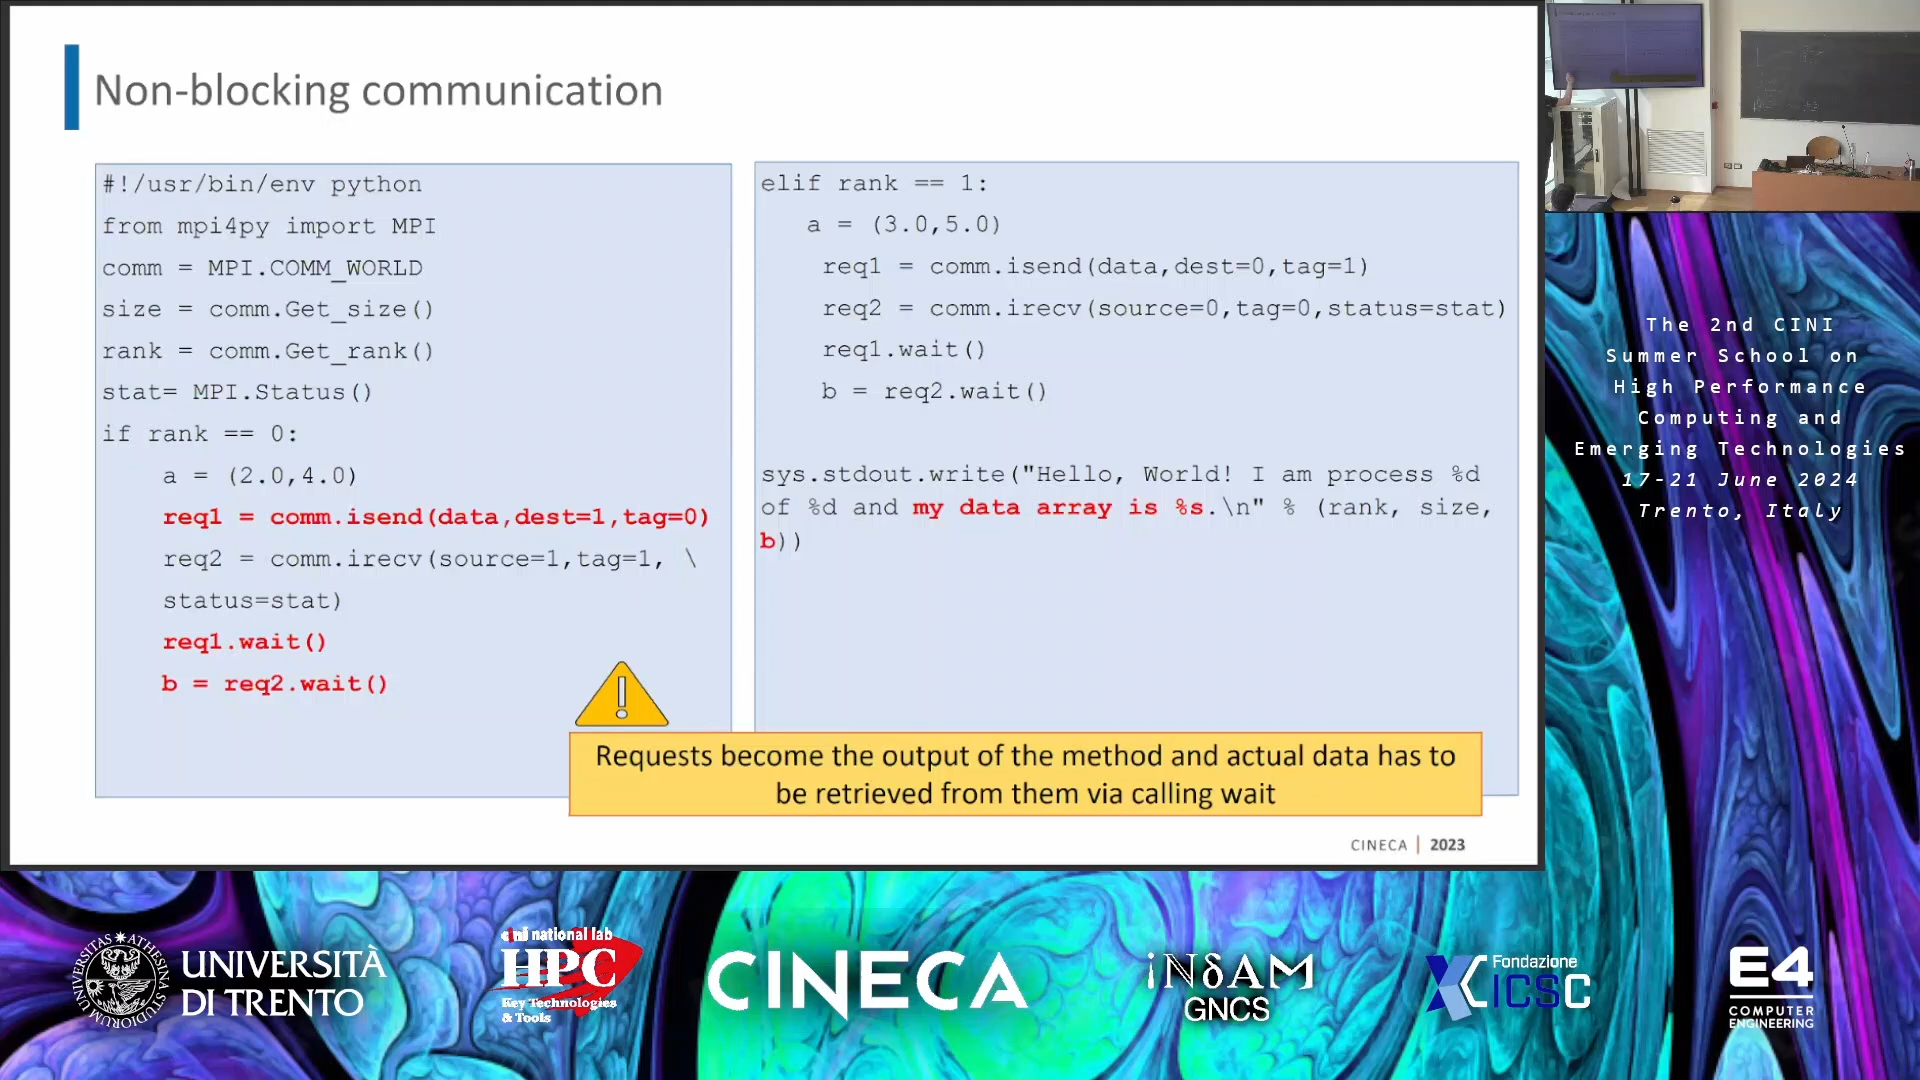 Non-blocking communication
#!/usr/bin/env python
from mpi4py import MPI
comm = MPI.COMM_WORLD
size = comm.Get_size()
rank = comm.Get_rank()
stat= MPI.Status()
if rank == 0:
a = (2.0,4.0)
req1 = comm.isend(data,dest=1,tag=0)
req2 = comm.irecv(source=1,tag=1, \
status=stat)
req1.wait()
b = req2.wait()
elif rank == 1:
a = (3.0,5.0)
req1 = comm.isend(data,dest=0,tag=1)
req2 = comm.irecv(source=0,tag=0,status=stat)
req1.wait()
b = req2.wait()
sys.stdout.write("Hello, World! I am process %d
of %d and my data array is %s.\n" % (rank, size,
b))
Requests become the output of the method and actual data has to
be retrieved from them via calling wait
CINECA | 2023
The 2nd CINI
Summer School on
High Performance
Computing and
Emerging Technologies
17-21 June 2024
Trento, Italy
UNIVERSITÀ
DI TRENTO
cini national lab
HPC
Key Technologies
& Tools
CINECA
iNδAM
GNCS
Fondazione
ICSC
E4
COMPUTER
ENGINEERING